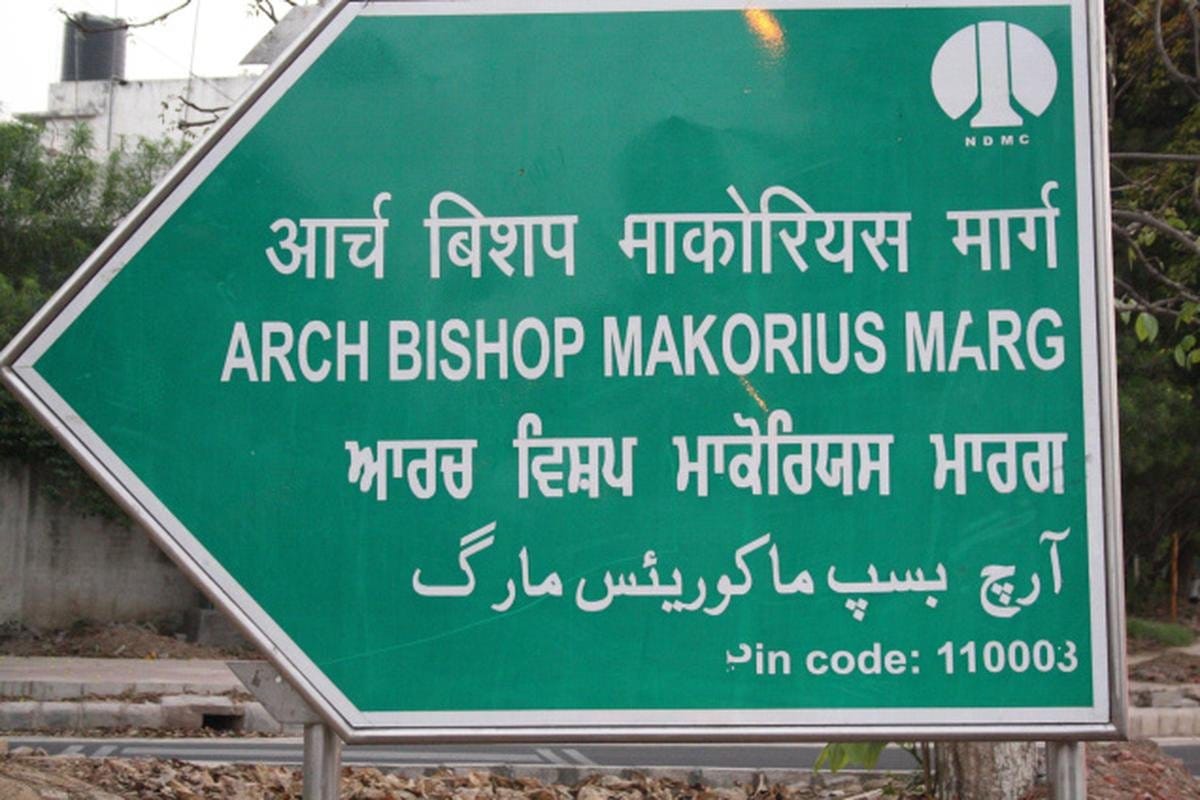 NDMC
आर्च बिशप माकोरियस मार्ग
ARCH BISHOP MAKORIUS MARG
ਆਰਚ ਵਿਸ਼ਪ ਮਾਕੋਰਿਯਸ ਮਾਰਗ
آرچ بسپ ماکوریئس مارگ
Pin code: 110003